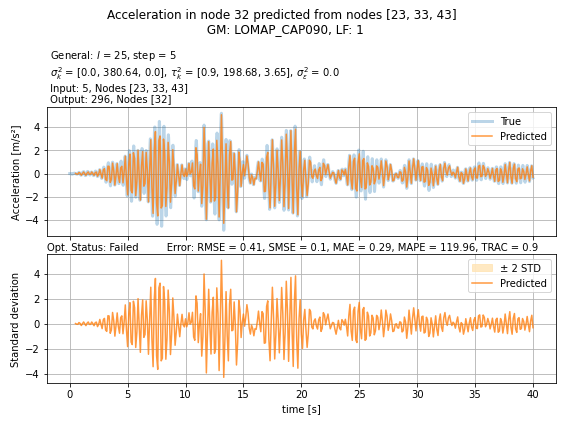 Acceleration in node 32 predicted from nodes [23, 33, 43]
GM: LOMAP_CAP090, LF: 1
General: l = 25, step = 5
σ²ₖ = [0.0, 380.64, 0.0], τ²ₖ = [0.9, 198.68, 3.65], σ²ₑ = 0.0
Input: 5, Nodes [23, 33, 43]
Output: 296, Nodes [32]
True
Predicted
Acceleration [m/s²]
4
2
0
−2
−4
Opt. Status: Failed Error: RMSE = 0.41, SMSE = 0.1, MAE = 0.29, MAPE = 119.96, TRAC = 0.9
± 2 STD
Predicted
Standard deviation
4
2
0
−2
−4
0 5 10 15 20 25 30 35 40
time [s]